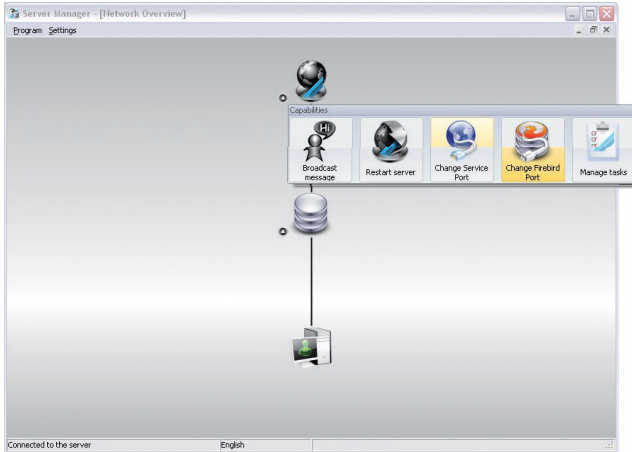 Server Manager - [Network Overview]
Program Settings
Capabilities
Hi
Broadcast message
Restart server
Change Service Port
Change Firebird Port
Manage tasks
Connected to the server
English